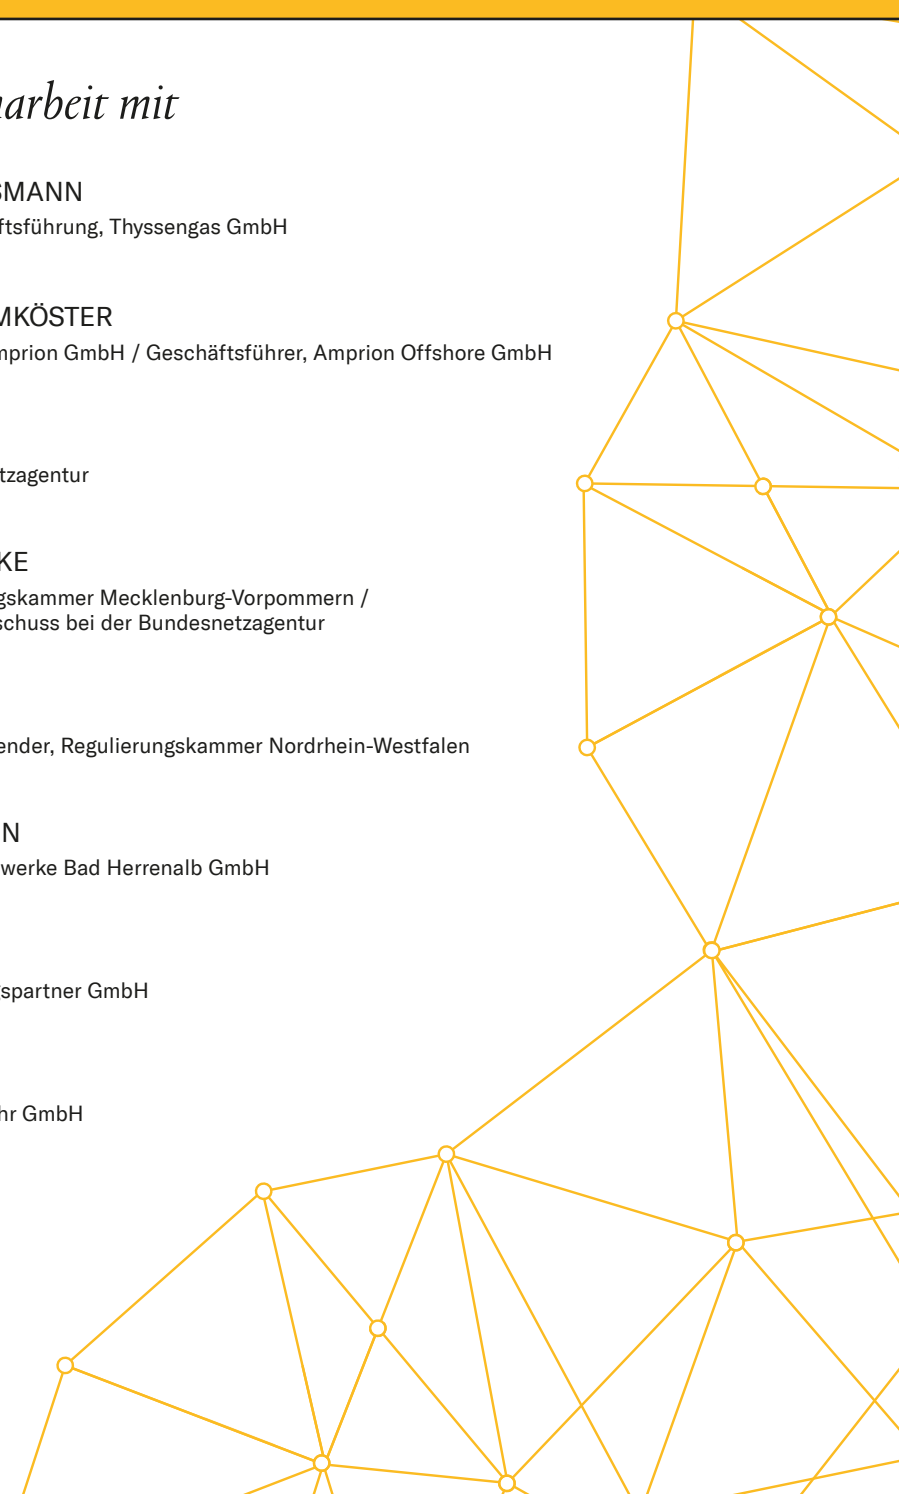 arbeit mit
SMANN
ftsführung, Thyssengas GmbH
MKÖSTER
mprion GmbH / Geschäftsführer, Amprion Offshore GmbH
tzagentur
KE
gskammer Mecklenburg-Vorpommern /
schuss bei der Bundesnetzagentur
ender, Regulierungskammer Nordrhein-Westfalen
N
werke Bad Herrenalb GmbH
gspartner GmbH
hr GmbH